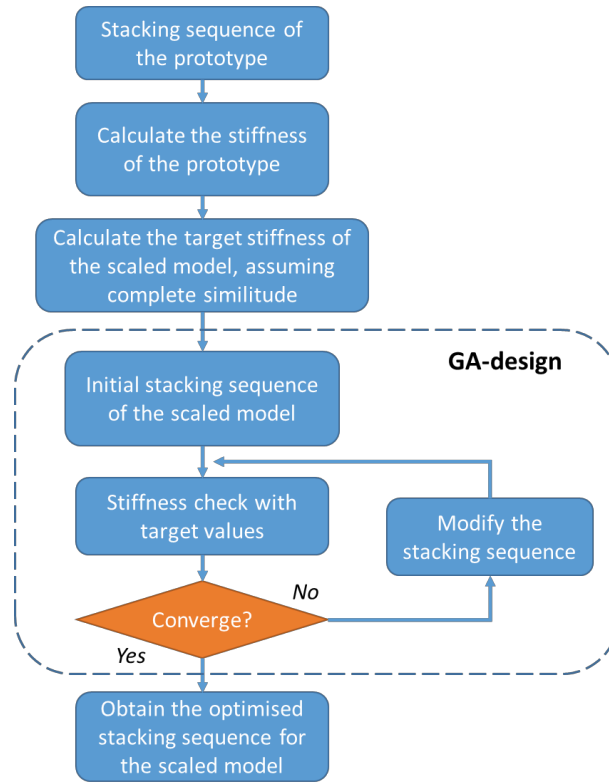 Stacking sequence of
the prototype
Calculate the stiffness
of the prototype
Calculate the target stiffness of
the scaled model, assuming
complete similitude
GA-design
Initial stacking sequence
of the scaled model
Stiffness check with
target values
Modify the
stacking sequence
No
Converge?
Yes
Obtain the optimised
stacking sequence for
the scaled model